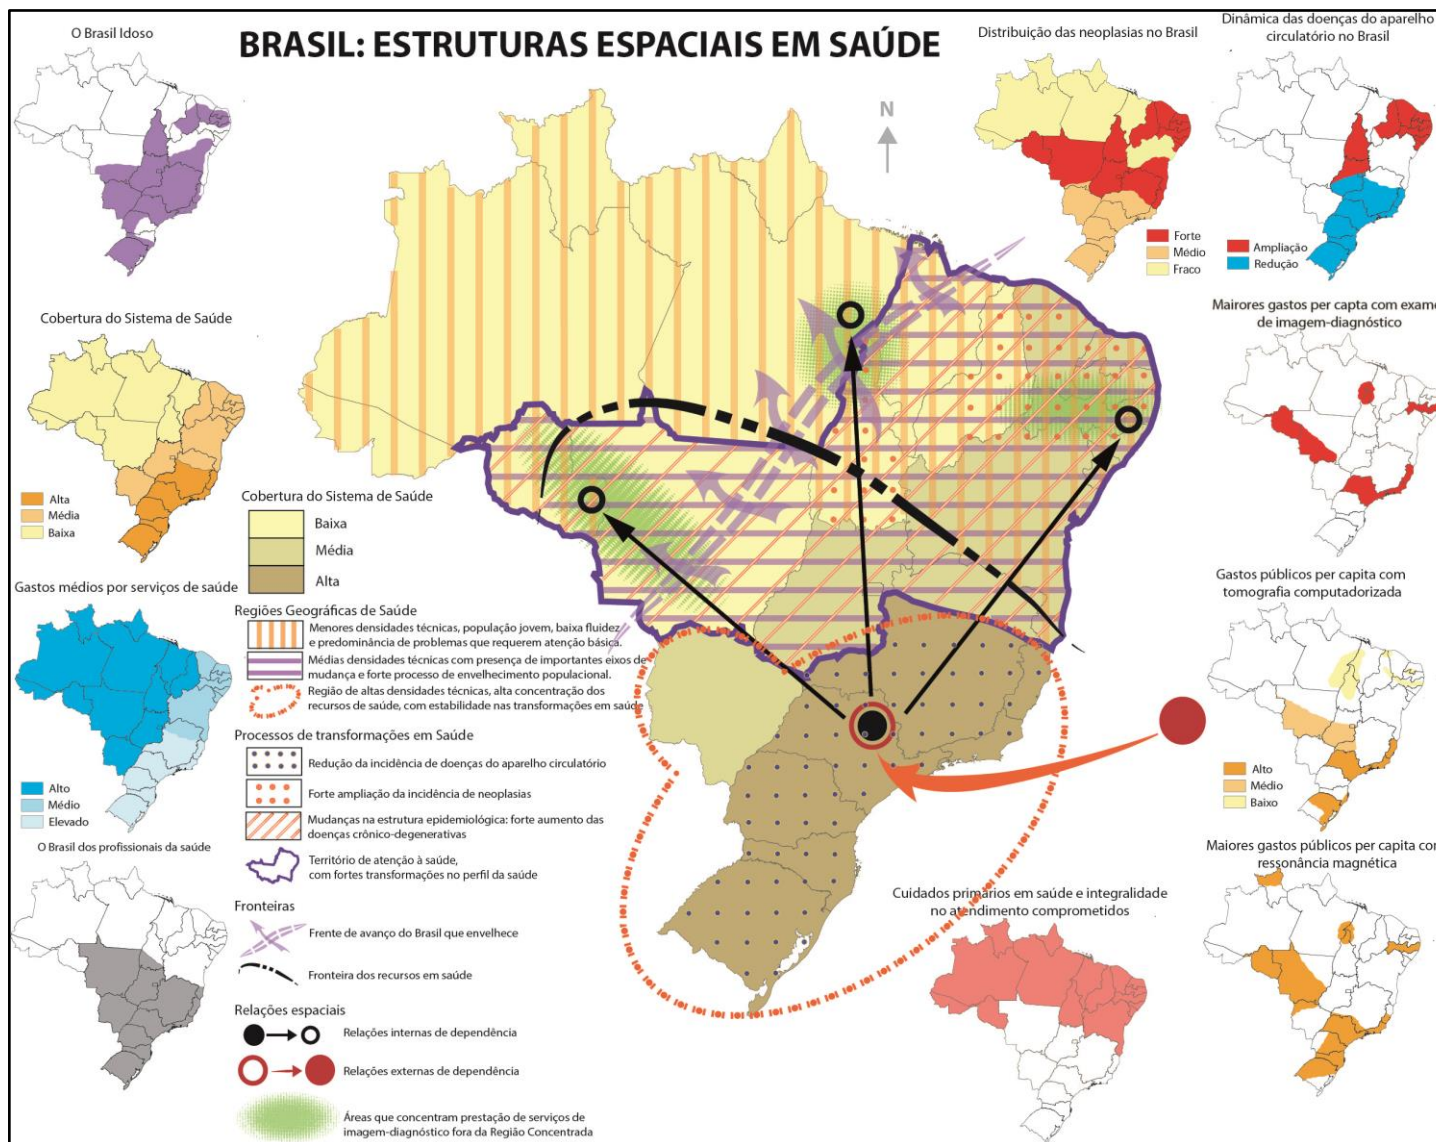 BRASIL: ESTRUTURAS ESPACIAIS EM SAÚDE
N
O Brasil Idoso
Cobertura do Sistema de Saúde
Alta
Média
Baixa
Gastos médios por serviços de saúde
Alto
Médio
Elevado
O Brasil dos profissionais da saúde
Cobertura do Sistema de Saúde
Baixa
Média
Alta
Regiões Geográficas de Saúde
Menores densidades técnicas, população jovem, baixa fluidez
e predominância de problemas que requerem atenção básica.
Médias densidades técnicas com presença de importantes eixos de
mudança e forte processo de envelhecimento populacional.
Região de altas densidades técnicas, alta concentração dos
recursos de saúde, com estabilidade nas transformações em saúde
Processos de transformações em Saúde
Redução da incidência de doenças do aparelho circulatório
Forte ampliação da incidência de neoplasias
Mudanças na estrutura epidemiológica: forte aumento das
doenças crônico-degenerativas
Território de atenção à saúde,
com fortes transformações no perfil da saúde
Fronteiras
Frente de avanço do Brasil que envelhece
Fronteira dos recursos em saúde
Relações espaciais
Relações internas de dependência
Relações externas de dependência
Áreas que concentram prestação de serviços de
imagem-diagnóstico fora da Região Concentrada
Distribuição das neoplasias no Brasil
Forte
Médio
Fraco
Dinâmica das doenças do aparelho
circulatório no Brasil
Ampliação
Redução
Mairores gastos per capta com exame
de imagem-diagnóstico
Gastos públicos per capita com
tomografia computadorizada
Alto
Médio
Baixo
Maiores gastos públicos per capita con
ressonância magnética
Cuidados primários em saúde e integralidade
no atendimento comprometidos